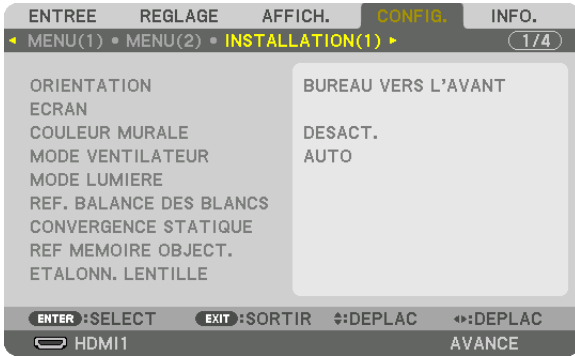 ENTREE REGLAGE AFFICH. CONFIG. INFO.
MENU(1) MENU(2) INSTALLATION(1) 1/4
ORIENTATION BUREAU VERS L'AVANT
ECRAN
COULEUR MURALE DESACT.
MODE VENTILATEUR AUTO
MODE LUMIERE
REF. BALANCE DES BLANCS
CONVERGENCE STATIQUE
REF MEMOIRE OBJECT.
ETALONN. LENTILLE
ENTER :SELECT EXIT :SORTIR :DEPLAC :DEPLAC
HDMI1 AVANCE